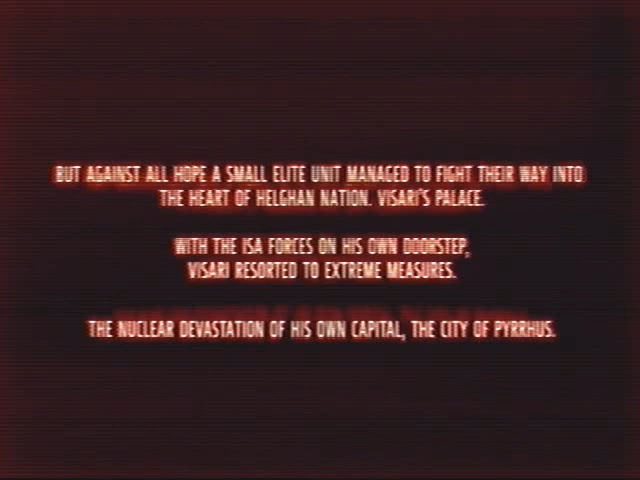 BUT AGAINST ALL HOPE A SMALL ELITE UNIT MANAGED TO FIGHT THEIR WAY INTO
THE HEART OF HELGHAN NATION. VISARI'S PALACE.
WITH THE ISA FORCES ON HIS OWN DOORSTEP,
VISARI RESORTED TO EXTREME MEASURES.
THE NUCLEAR DEVASTATION OF HIS OWN CAPITAL, THE CITY OF PYRRHUS.